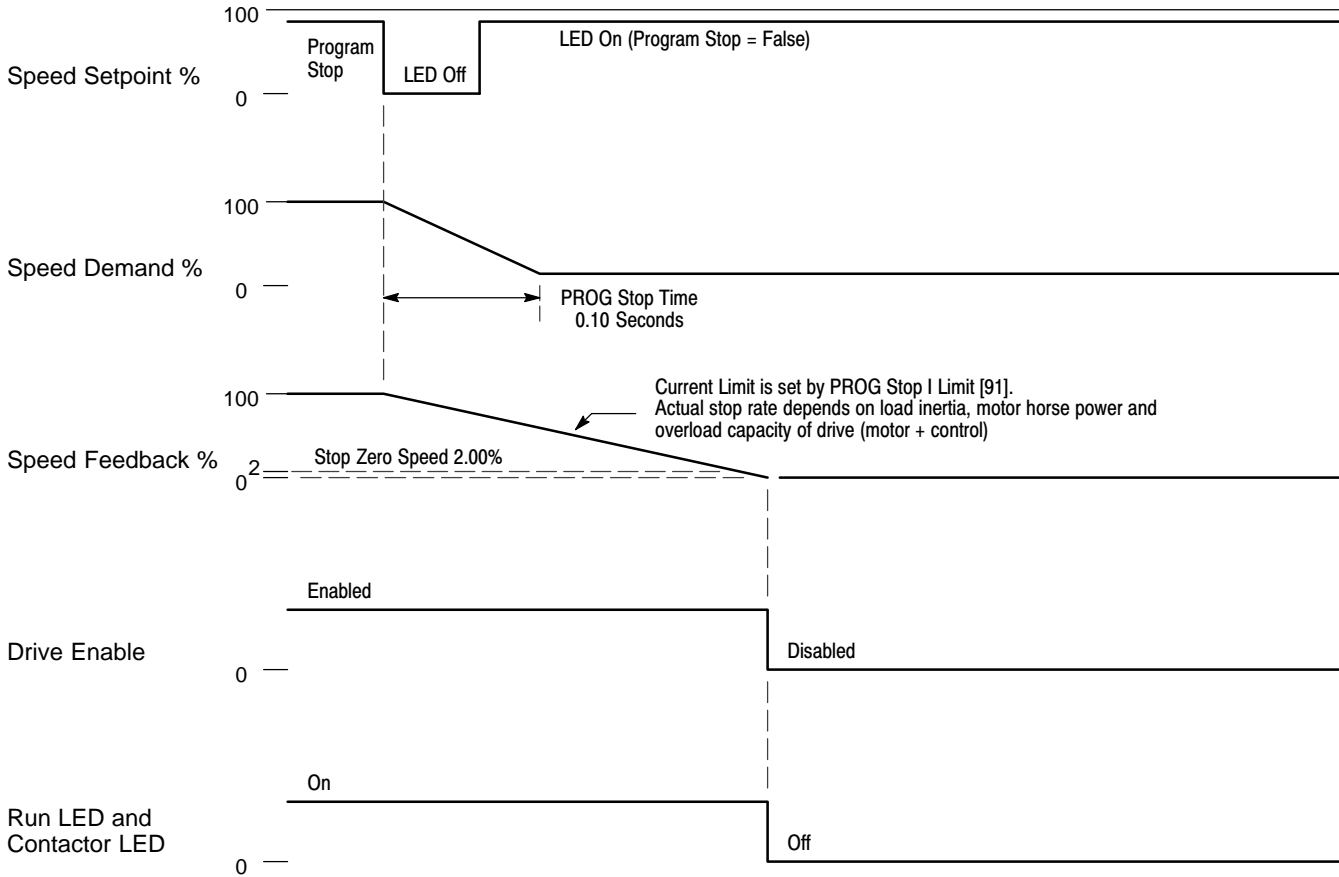 100
Program
Stop
LED Off
LED On (Program Stop = False)
Speed Setpoint %
0
100
Speed Demand %
0
PROG Stop Time
0.10 Seconds
100
Current Limit is set by PROG Stop I Limit [91].
Actual stop rate depends on load inertia, motor horse power and
overload capacity of drive (motor + control)
Speed Feedback %
2
Stop Zero Speed 2.00%
0
Enabled
Drive Enable
Disabled
0
On
Run LED and
Contactor LED
Off
0